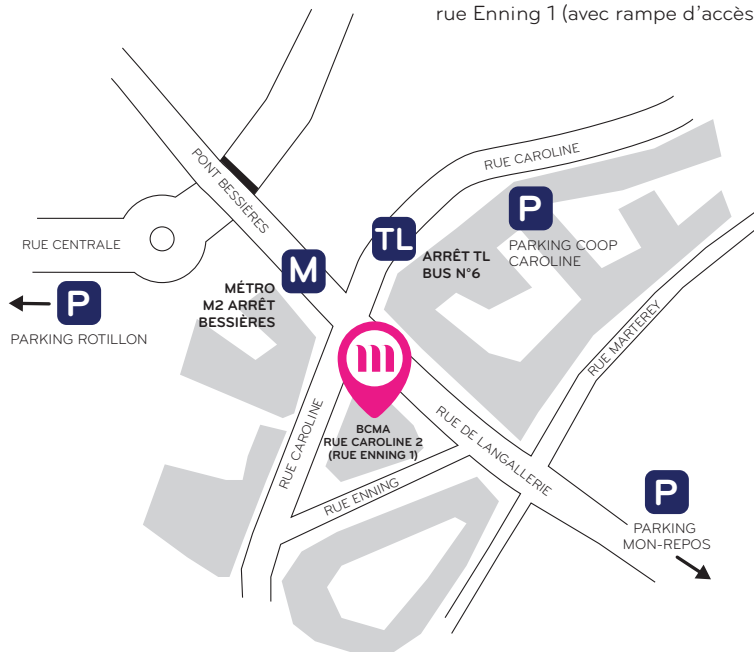 rue Enning 1 (avec rampe d'accès
RUE CAROLINE
PONT BESSIÈRES
P
PARKING COOP
CAROLINE
TL
ARRÊT TL
BUS N°6
RUE CENTRALE
M
MÉTRO
M2 ARRÊT
BESSIÈRES
P
PARKING ROTILLON
RUE MARTEREY
m
BCMA
RUE CAROLINE 2
(RUE ENNING 1)
RUE CAROLINE
RUE DE LANGALLERIE
RUE ENNING
P
PARKING
MON-REPOS